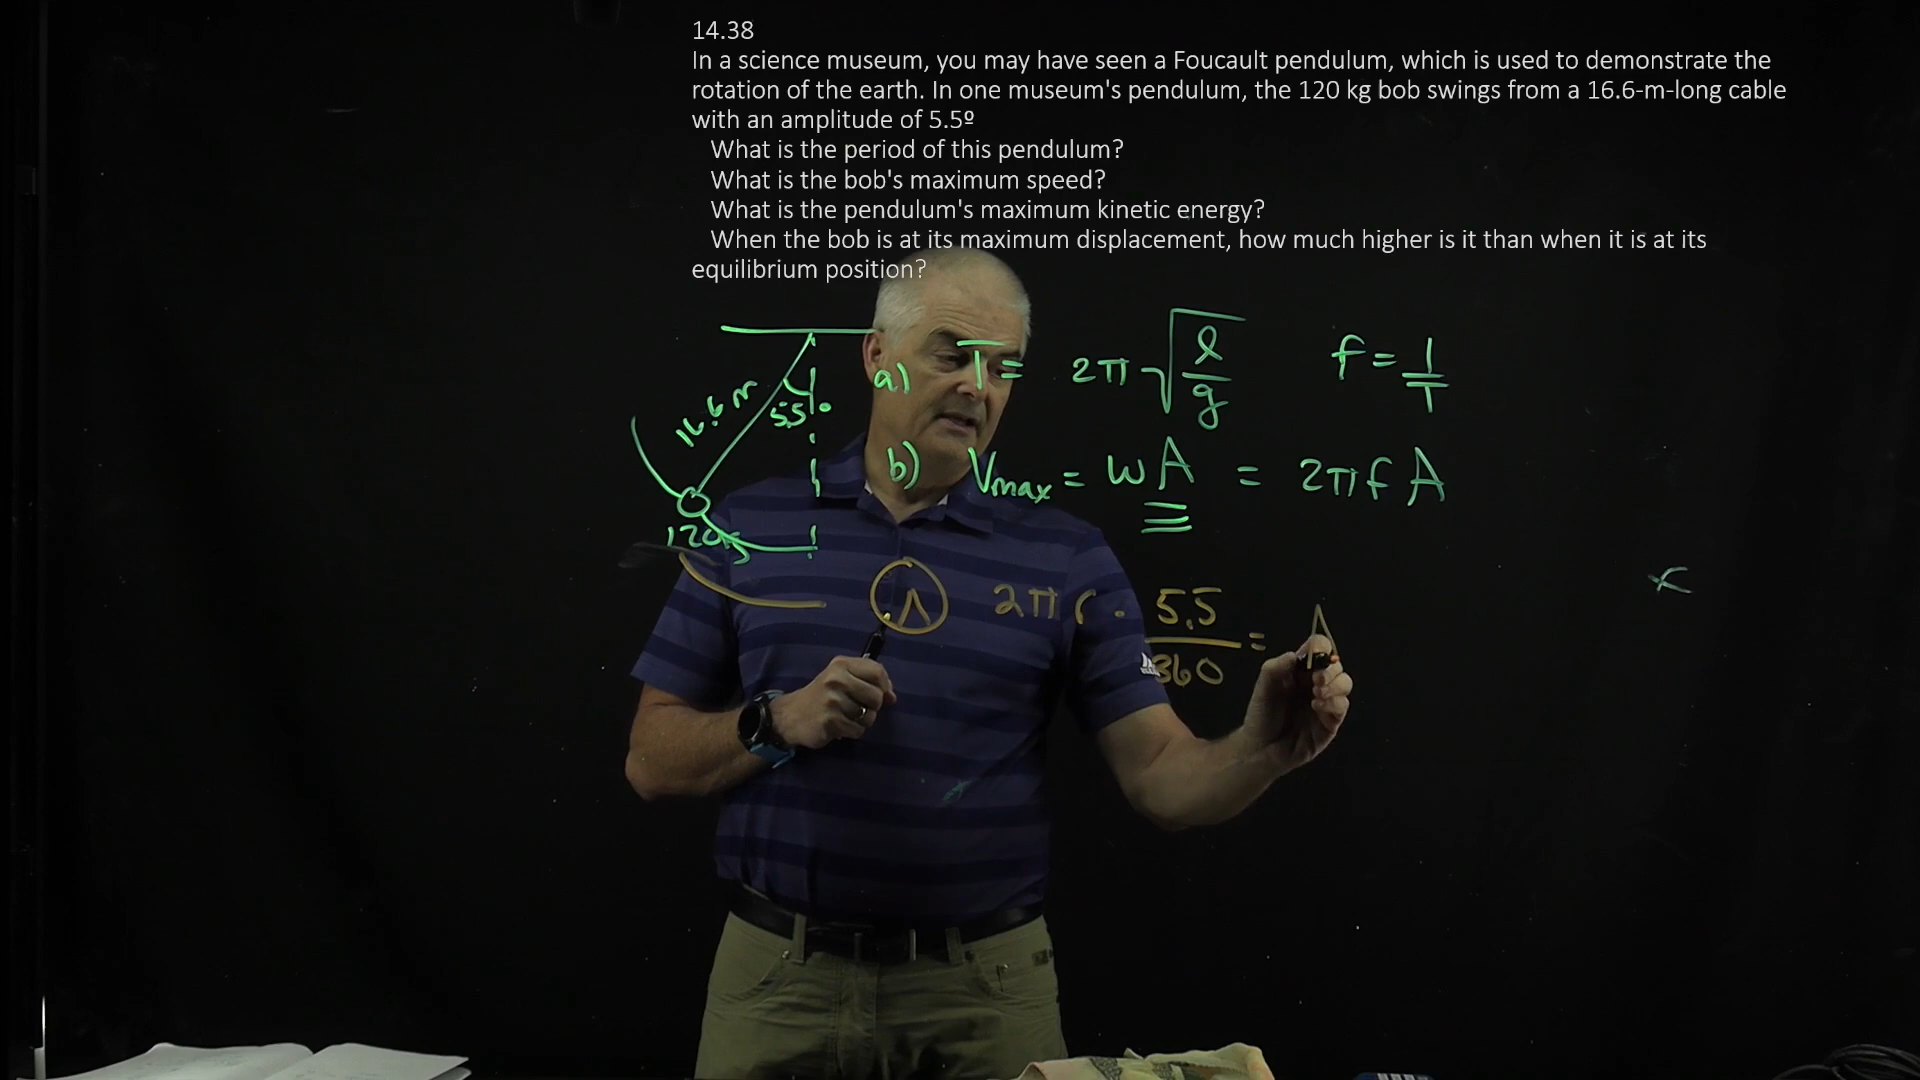 14.38
In a science museum, you may have seen a Foucault pendulum, which is used to demonstrate the
rotation of the earth. In one museum's pendulum, the 120 kg bob swings from a 16.6-m-long cable
with an amplitude of 5.5º
What is the period of this pendulum?
What is the bob's maximum speed?
What is the pendulum's maximum kinetic energy?
When the bob is at its maximum displacement, how much higher is it than when it is at its
equilibrium position?
a) T = 2π√(l/g) f = 1/T
16.6 m
5.5°
b) Vmax = ωA = 2πf A
120kg
A 2πr · 5.5/360 = A